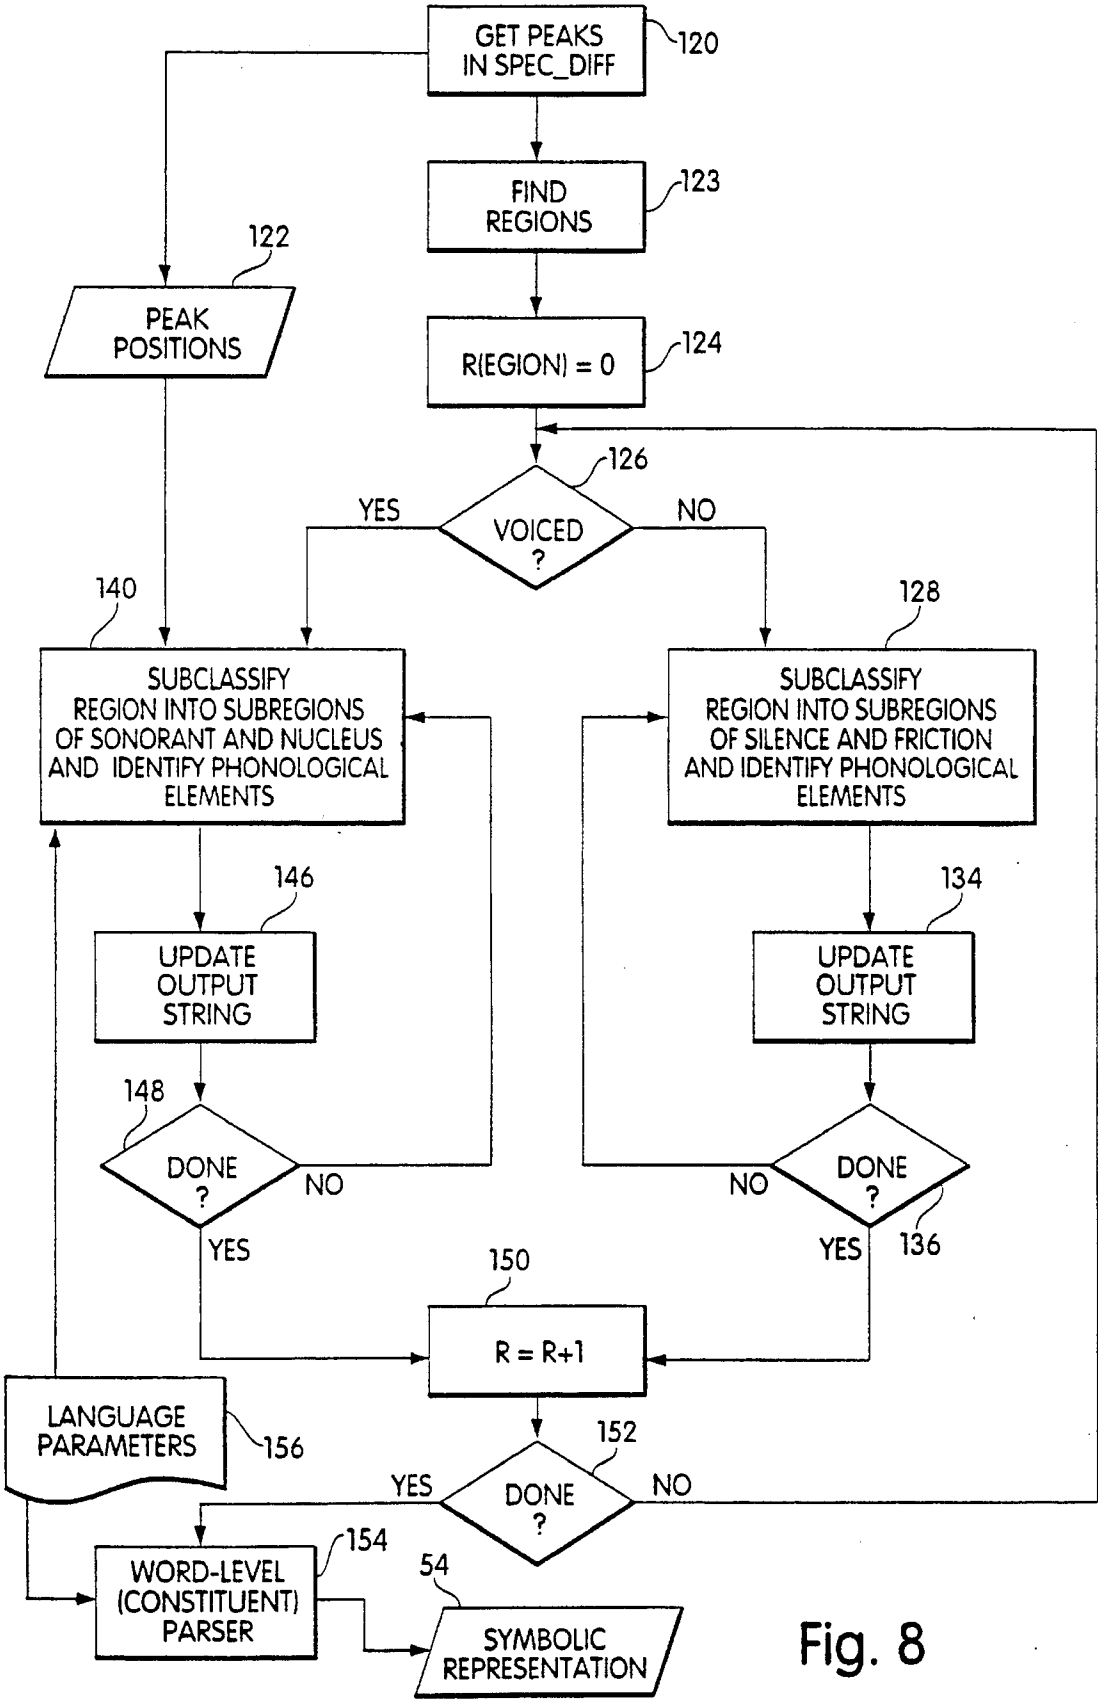 GET PEAKS
IN SPEC_DIFF
120
FIND
REGIONS
123
122
PEAK
POSITIONS
R(EGION) = 0
124
126
YES
VOICED
?
NO
140
SUBCLASSIFY
REGION INTO SUBREGIONS
OF SONORANT AND NUCLEUS
AND IDENTIFY PHONOLOGICAL
ELEMENTS
128
SUBCLASSIFY
REGION INTO SUBREGIONS
OF SILENCE AND FRICTION
AND IDENTIFY PHONOLOGICAL
ELEMENTS
146
UPDATE
OUTPUT
STRING
134
UPDATE
OUTPUT
STRING
148
DONE
?
NO
YES
DONE
?
NO
136
YES
150
R = R+1
LANGUAGE
PARAMETERS
156
152
YES
DONE
?
NO
WORD-LEVEL
(CONSTITUENT)
PARSER
154
54
SYMBOLIC
REPRESENTATION
Fig. 8